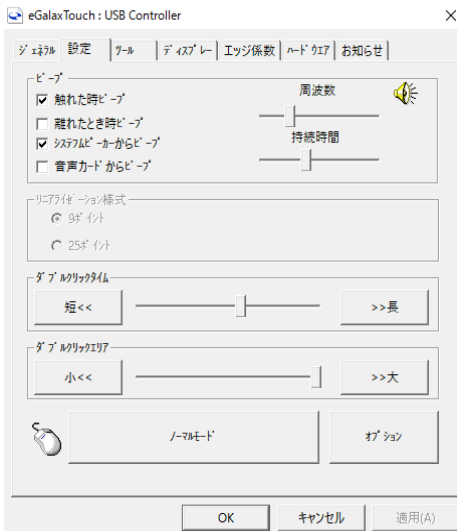 eGalaxTouch : USB Controller
ｼﾞｪﾈﾗﾙ 設定 ﾂｰﾙ ﾃﾞｨｽﾌﾟﾚｰ エッジ係数 ﾊｰﾄﾞｳｴｱ お知らせ
ﾋﾞｰﾌﾟ
触れた時ﾋﾞｰﾌﾟ
周波数
離れたとき時ﾋﾞｰﾌﾟ
ｼｽﾃﾌﾑﾋﾟｰｶｰからﾋﾞｰﾌﾟ
持続時間
音声ｶｰﾄﾞからﾋﾞｰﾌﾟ
ﾘﾆｱﾗｲｾﾞｰｼｮﾝ様式
9ﾎﾟｲﾝﾄ
25ﾎﾟｲﾝﾄ
ﾀﾞﾌﾞﾙｸﾘｯｸタイム
短<< >>長
ﾀﾞﾌﾞﾙｸﾘｯｸｴﾘｱ
小<< >>大
ﾉｰﾏﾙﾓｰﾄﾞ ｵﾌﾟｼｮﾝ
OK キャンセル 適用(A)